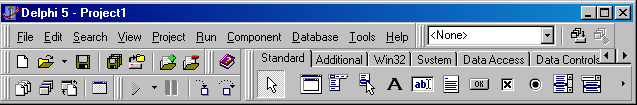 Delphi 5 - Project1
File Edit Search View Project Run Component Database Tools Help <None>
Standard Additional Win32 System Data Access Data Controls
A ab OK